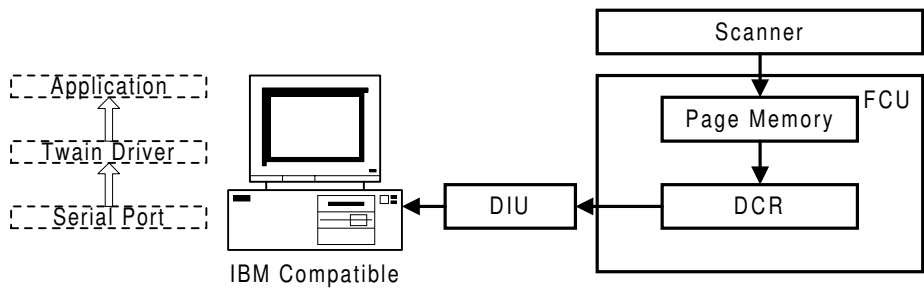 Scanner
Application
FCU
Page Memory
Twain Driver
Serial Port
DIU
DCR
IBM Compatible